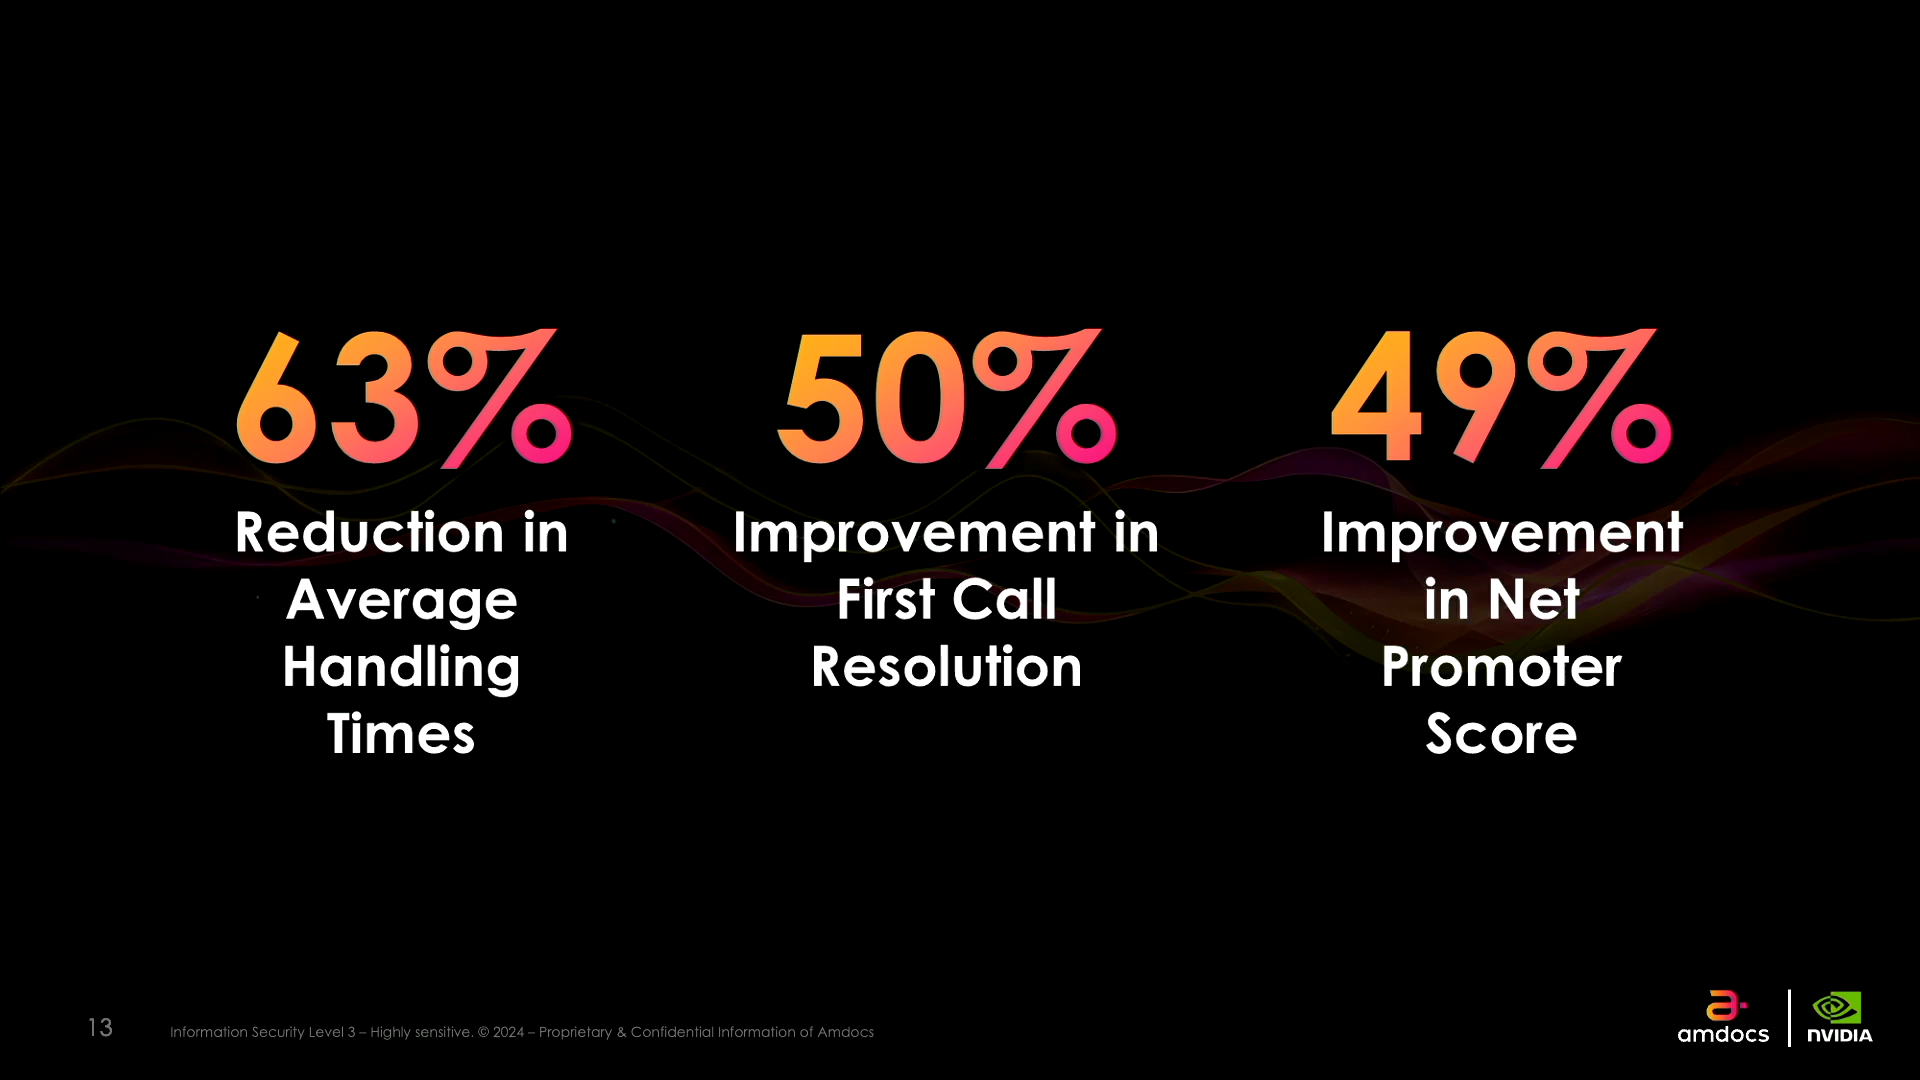 63%
Reduction in
Average
Handling
Times
50%
Improvement in
First Call
Resolution
49%
Improvement
in Net
Promoter
Score
13
Information Security Level 3 – Highly sensitive. © 2024 – Proprietary & Confidential Information of Amdocs
amdocs
NVIDIA